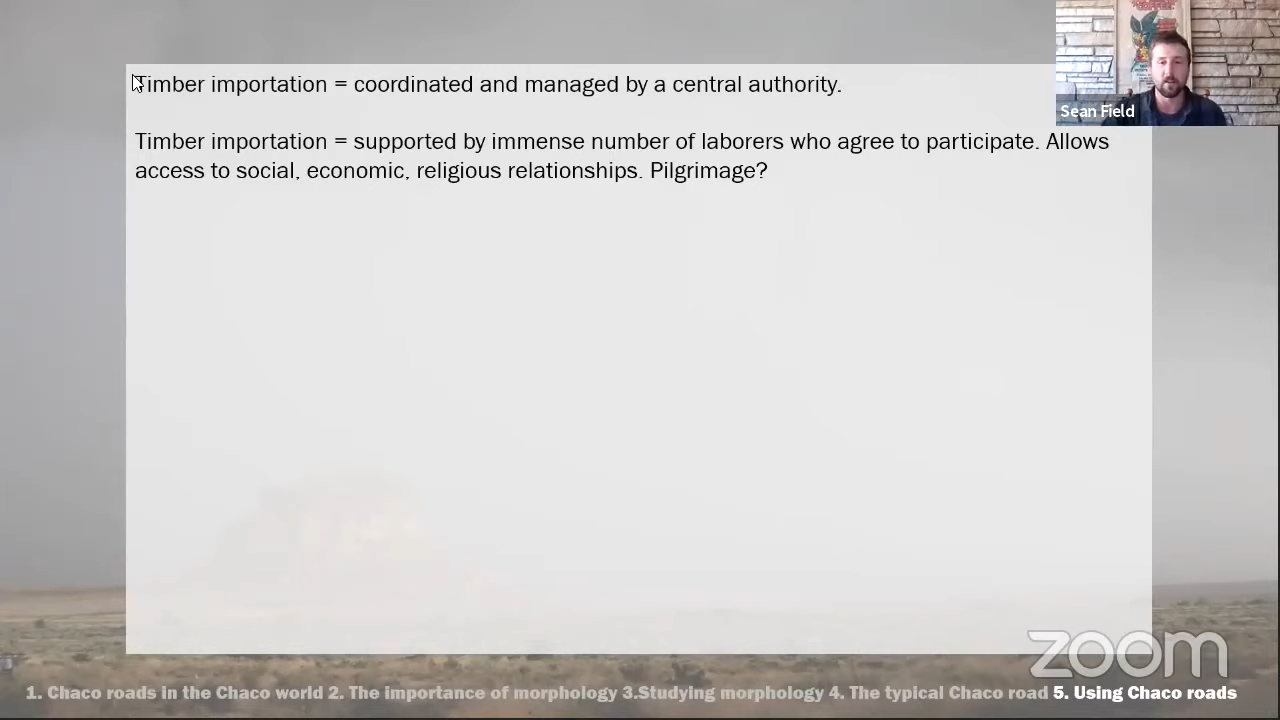 Timber importation = coordinated and managed by a central authority.
Sean Field
Timber importation = supported by immense number of laborers who agree to participate. Allows
access to social, economic, religious relationships. Pilgrimage?
zoom
1. Chaco roads in the Chaco world 2. The importance of morphology 3.Studying morphology 4. The typical Chaco road 5. Using Chaco roads